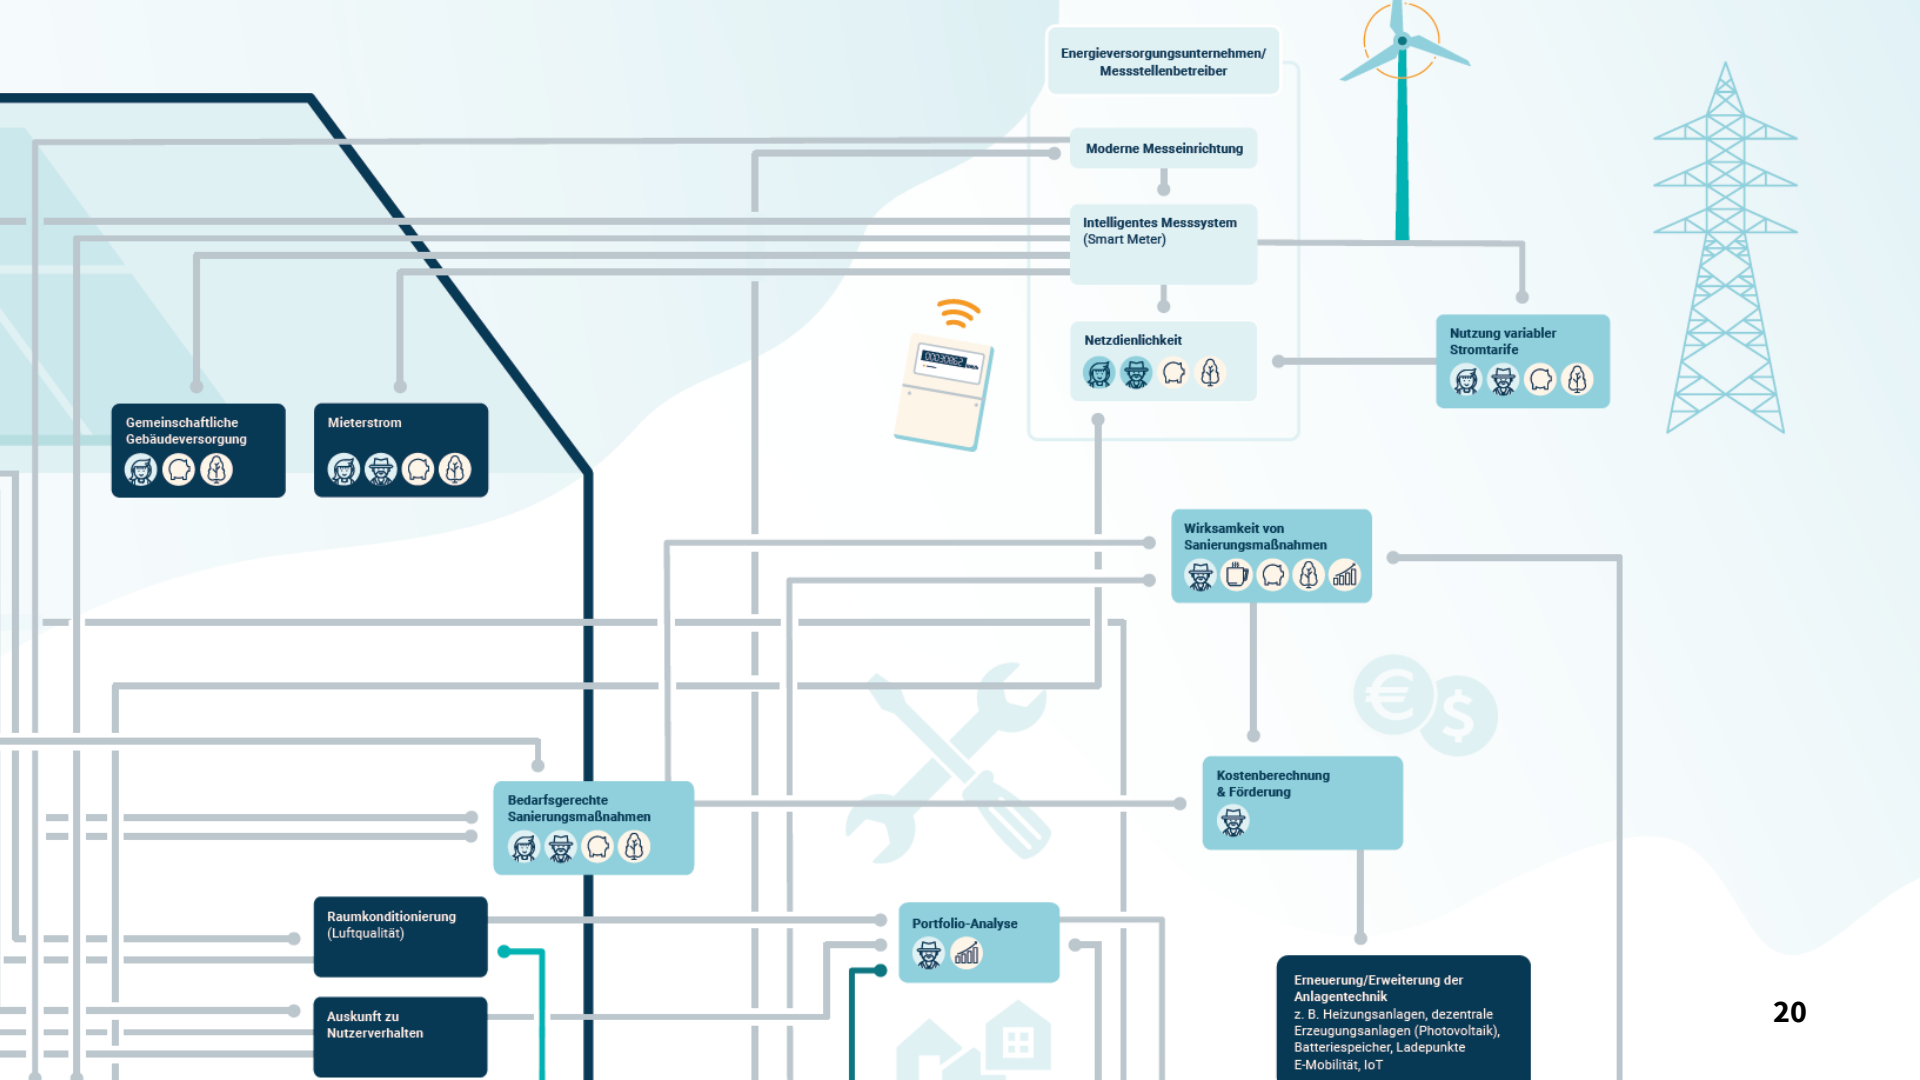 Energieversorgungsunternehmen/
Messstellenbetreiber
Moderne Messeinrichtung
Intelligentes Messsystem
(Smart Meter)
Netzdienlichkeit
Nutzung variabler
Stromtarife
Gemeinschaftliche
Gebäudeversorgung
Mieterstrom
Wirksamkeit von
Sanierungsmaßnahmen
€
$
Kostenberechnung
& Förderung
Bedarfsgerechte
Sanierungsmaßnahmen
Raumkonditionierung
(Luftqualität)
Portfolio-Analyse
Auskunft zu
Nutzerverhalten
Erneuerung/Erweiterung der
Anlagentechnik
z. B. Heizungsanlagen, dezentrale
Erzeugungsanlagen (Photovoltaik),
Batteriespeicher, Ladepunkte
E-Mobilität, IoT
20